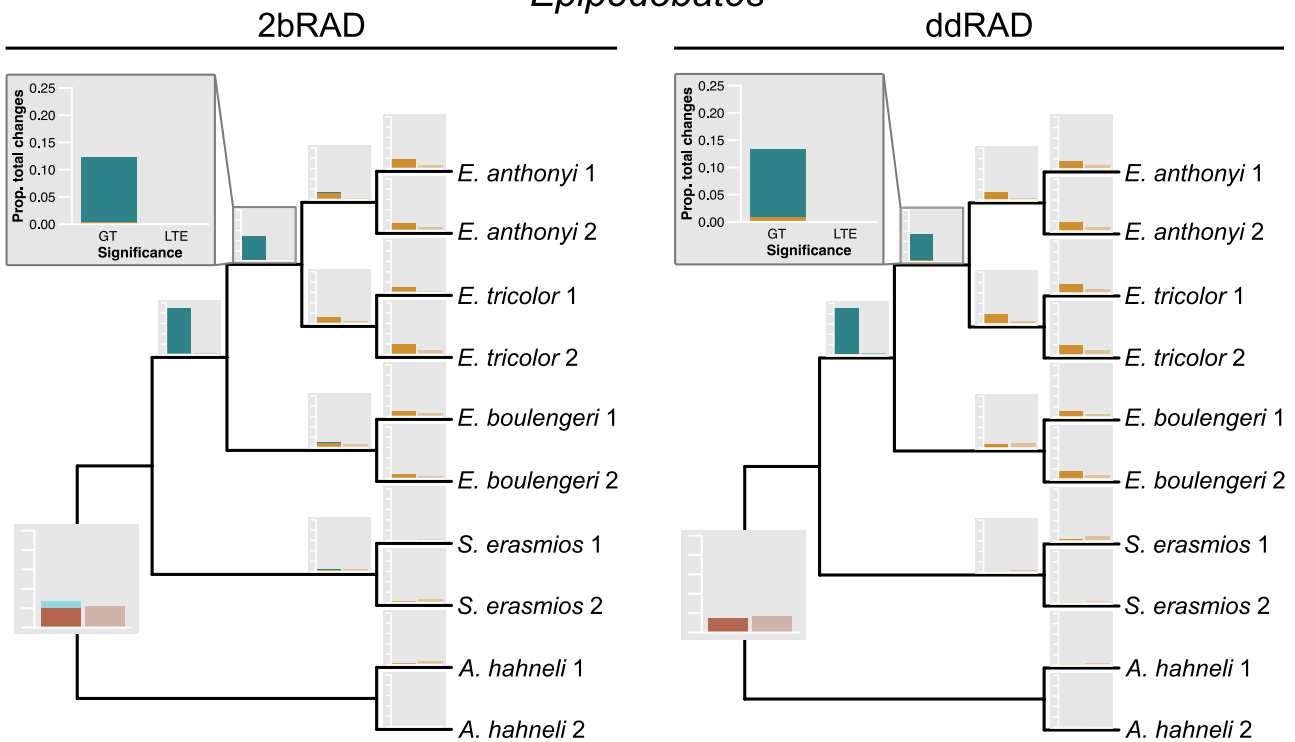 Epipedobates
2bRAD
ddRAD
Prop. total changes
0.25
0.20
0.15
0.10
0.05
0.00
GT LTE
Significance
E. anthonyi 1
E. anthonyi 2
E. tricolor 1
E. tricolor 2
E. boulengeri 1
E. boulengeri 2
S. erasmios 1
S. erasmios 2
A. hahneli 1
A. hahneli 2
Prop. total changes
0.25
0.20
0.15
0.10
0.05
0.00
GT LTE
Significance
E. anthonyi 1
E. anthonyi 2
E. tricolor 1
E. tricolor 2
E. boulengeri 1
E. boulengeri 2
S. erasmios 1
S. erasmios 2
A. hahneli 1
A. hahneli 2